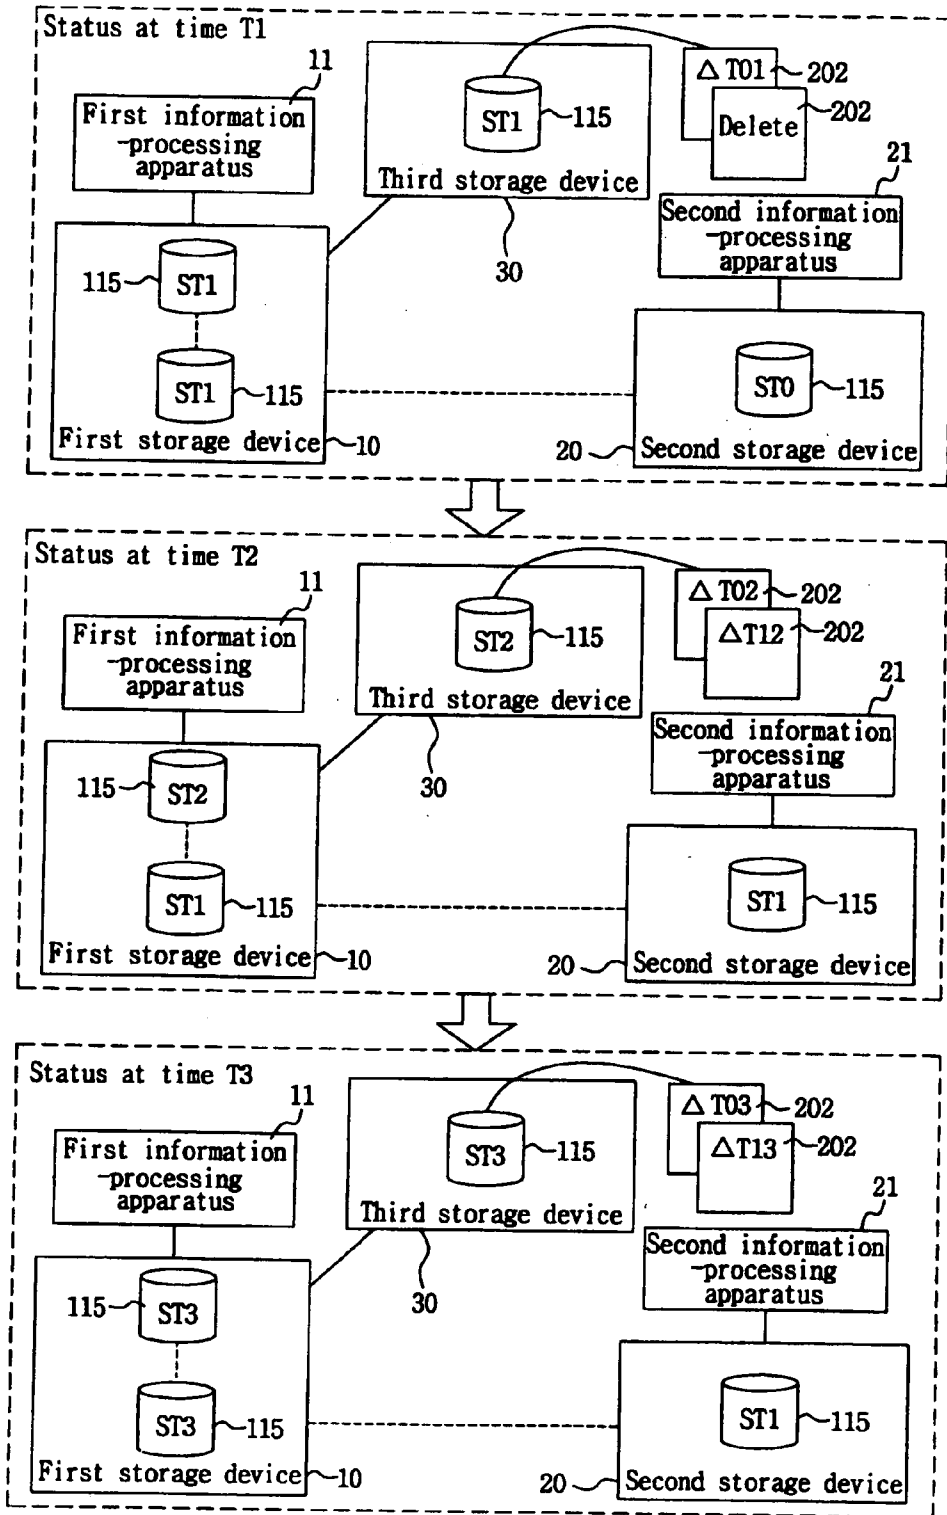 Status at time T1
11
First information
-processing
apparatus
ST1
115
Third storage device
30
△ T01
202
Delete
202
21
Second information
-processing
apparatus
115
ST1
ST1
115
First storage device
10
ST0
115
20
Second storage device
Status at time T2
11
First information
-processing
apparatus
ST2
115
Third storage device
30
△ T02
202
△T12
202
21
Second information
-processing
apparatus
115
ST2
ST1
115
First storage device
10
ST1
115
20
Second storage device
Status at time T3
11
First information
-processing
apparatus
ST3
115
Third storage device
30
△ T03
202
△T13
202
21
Second information
-processing
apparatus
115
ST3
ST3
115
First storage device
10
ST1
115
20
Second storage device